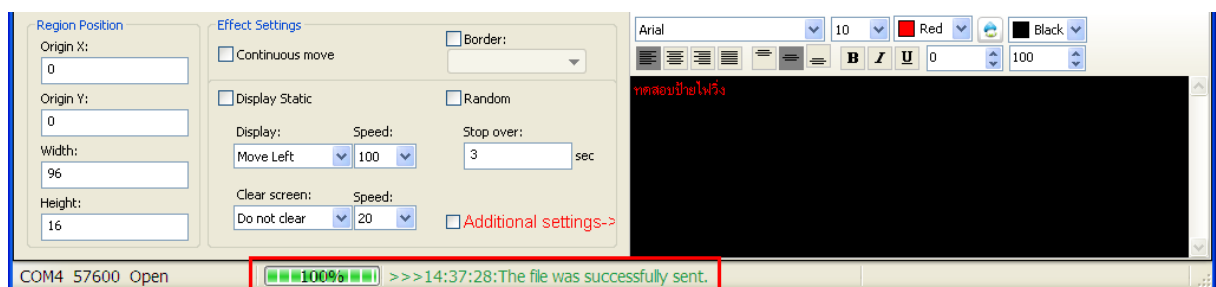 Region Position
Origin X:
0
Origin Y:
0
Width:
96
Height:
16
Effect Settings
Continuous move
Border:
Display Static
Random
Display:
Speed:
Stop over:
Move Left
100
3
sec
Clear screen:
Speed:
Do not clear
20
Additional settings->
Arial
10
Red
Black
B I U
0
100
ทดสอบป้ายไฟวิ่ง
COM4 57600 Open
100%
>>>14:37:28:The file was successfully sent.